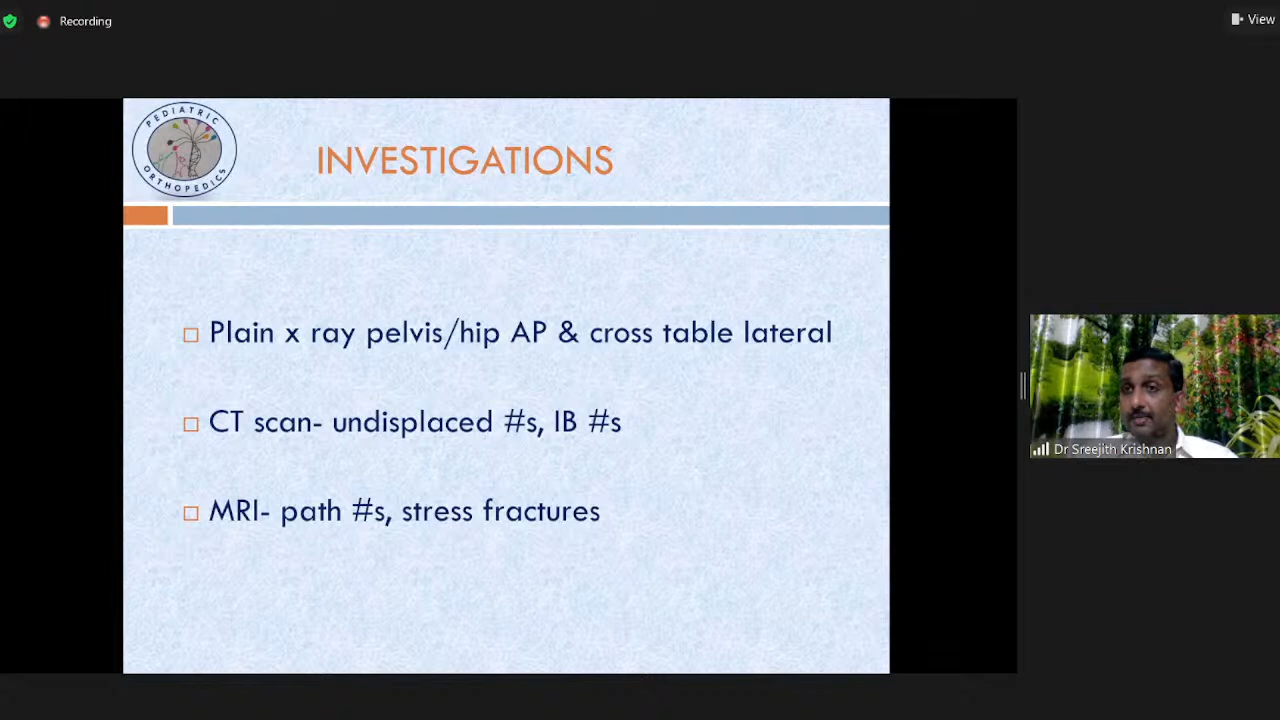 Recording
View
PEDIATRIC
ORTHOPEDICS
INVESTIGATIONS
Plain x ray pelvis/hip AP & cross table lateral
CT scan- undisplaced #s, IB #s
MRI- path #s, stress fractures
Dr Sreejith Krishnan